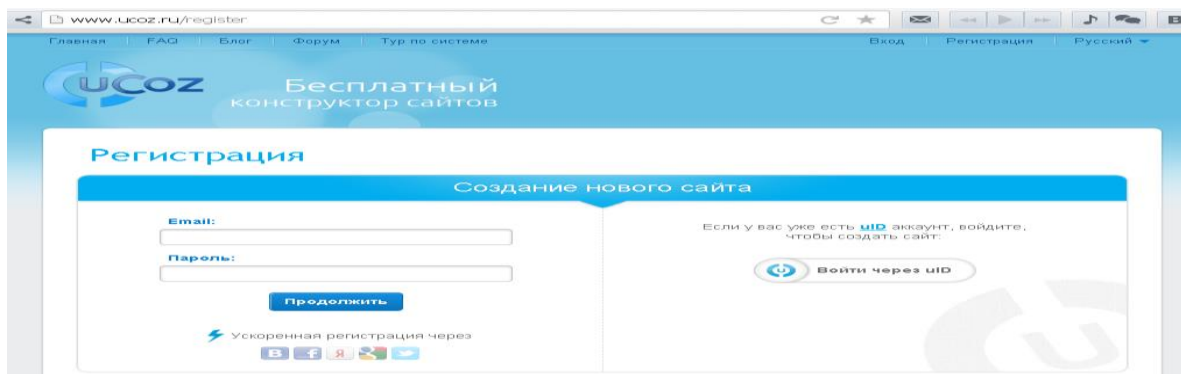 www.ucoz.ru/register
Главная FAQ Блог Форум Тур по системе Вход Регистрация Русский
uCoz
Бесплатный
конструктор сайтов
Регистрация
Создание нового сайта
Email:
Пароль:
Продолжить
Ускоренная регистрация через
В f Я g
Если у вас уже есть uID аккаунт, войдите,
чтобы создать сайт:
Войти через uID